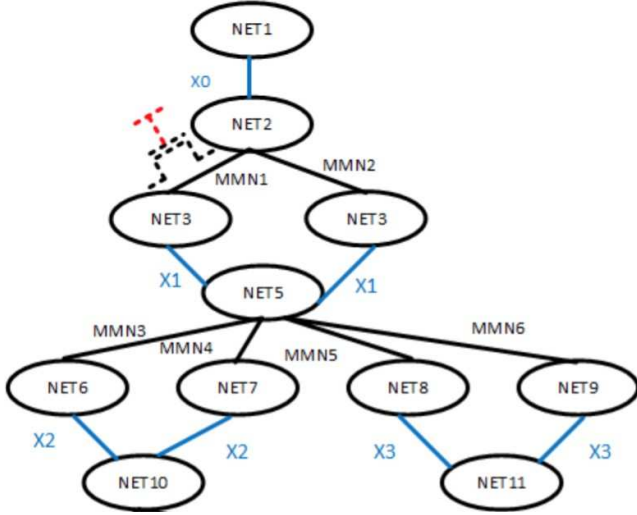 NET1
X0
NET2
MMN1
MMN2
NET3
NET3
X1
X1
NET5
MMN3
MMN4
MMN5
MMN6
NET6
NET7
NET8
NET9
X2
X2
X3
X3
NET10
NET11